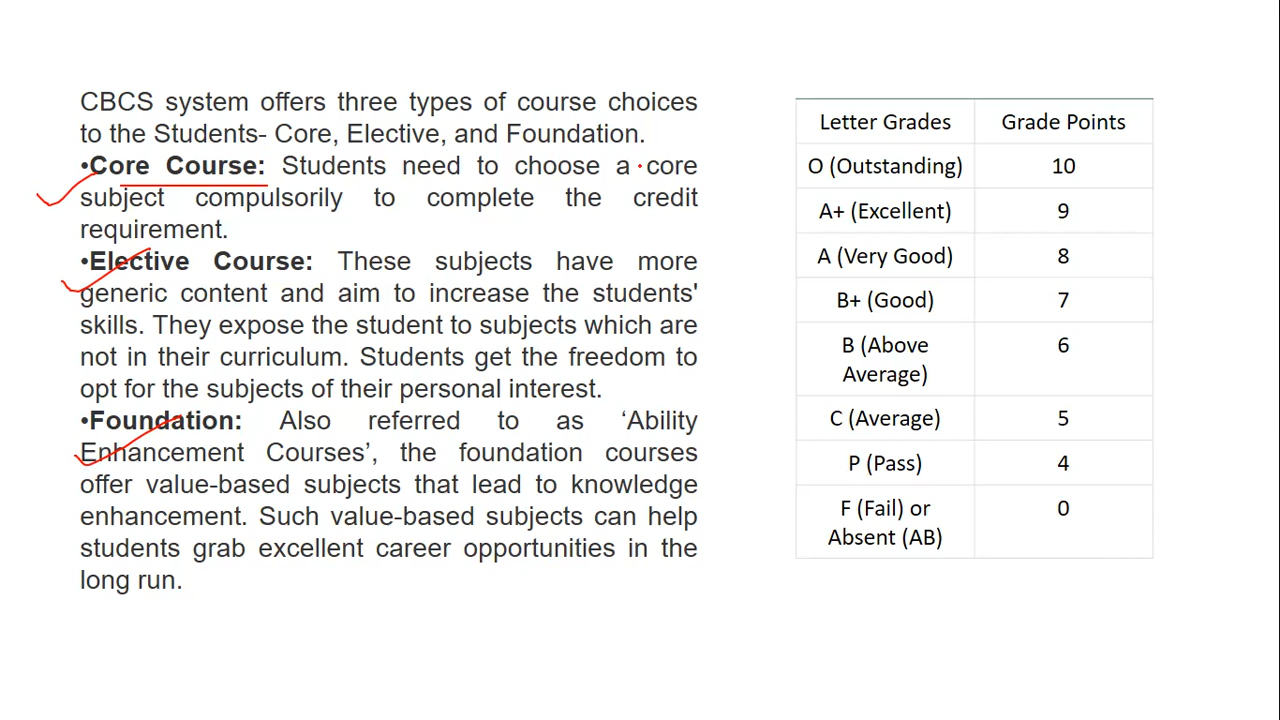 CBCS system offers three types of course choices
to the Students- Core, Elective, and Foundation.
•Core Course: Students need to choose a core
subject compulsorily to complete the credit
requirement.
•Elective Course: These subjects have more
generic content and aim to increase the students'
skills. They expose the student to subjects which are
not in their curriculum. Students get the freedom to
opt for the subjects of their personal interest.
•Foundation: Also referred to as ‘Ability
Enhancement Courses’, the foundation courses
offer value-based subjects that lead to knowledge
enhancement. Such value-based subjects can help
students grab excellent career opportunities in the
long run.
Letter Grades Grade Points
O (Outstanding) 10
A+ (Excellent) 9
A (Very Good) 8
B+ (Good) 7
B (Above 6
Average)
C (Average) 5
P (Pass) 4
F (Fail) or 0
Absent (AB)